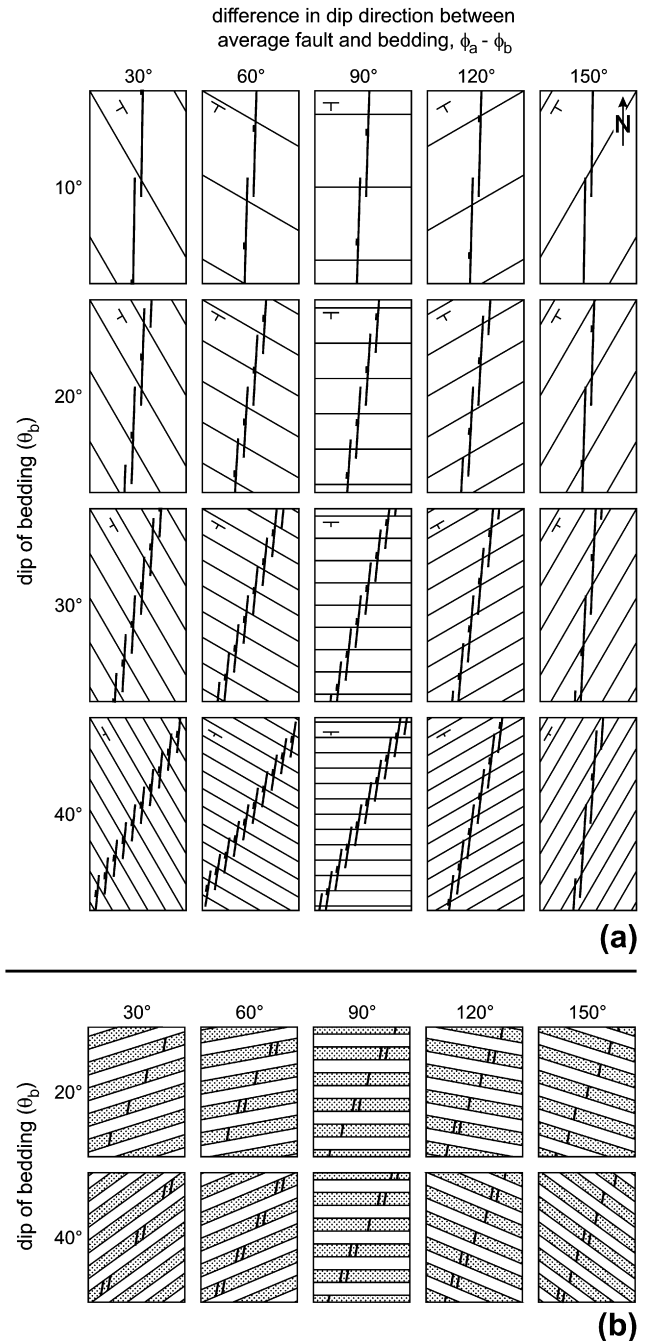 difference in dip direction between
average fault and bedding, ϕa - ϕb
30° 60° 90° 120° 150°
N
10°
20°
30°
40°
dip of bedding (θb)
(a)
30° 60° 90° 120° 150°
20°
40°
dip of bedding (θb)
(b)